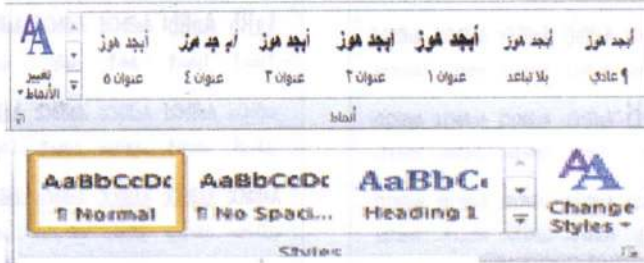 أبجد هوز أبجد هوز أبجد هوز أبجد هوز أبجد هوز أبجد هوز أبجد هوز
¶ عادي بلا تباعد عنوان ١ عنوان ٢ عنوان ٣ عنوان ٤ عنوان ٥
تغيير
الأنماط
أنماط
AaBbCcDc AaBbCcDc AaBbC
¶ Normal ¶ No Spaci... Heading 1
Change
Styles
Styles